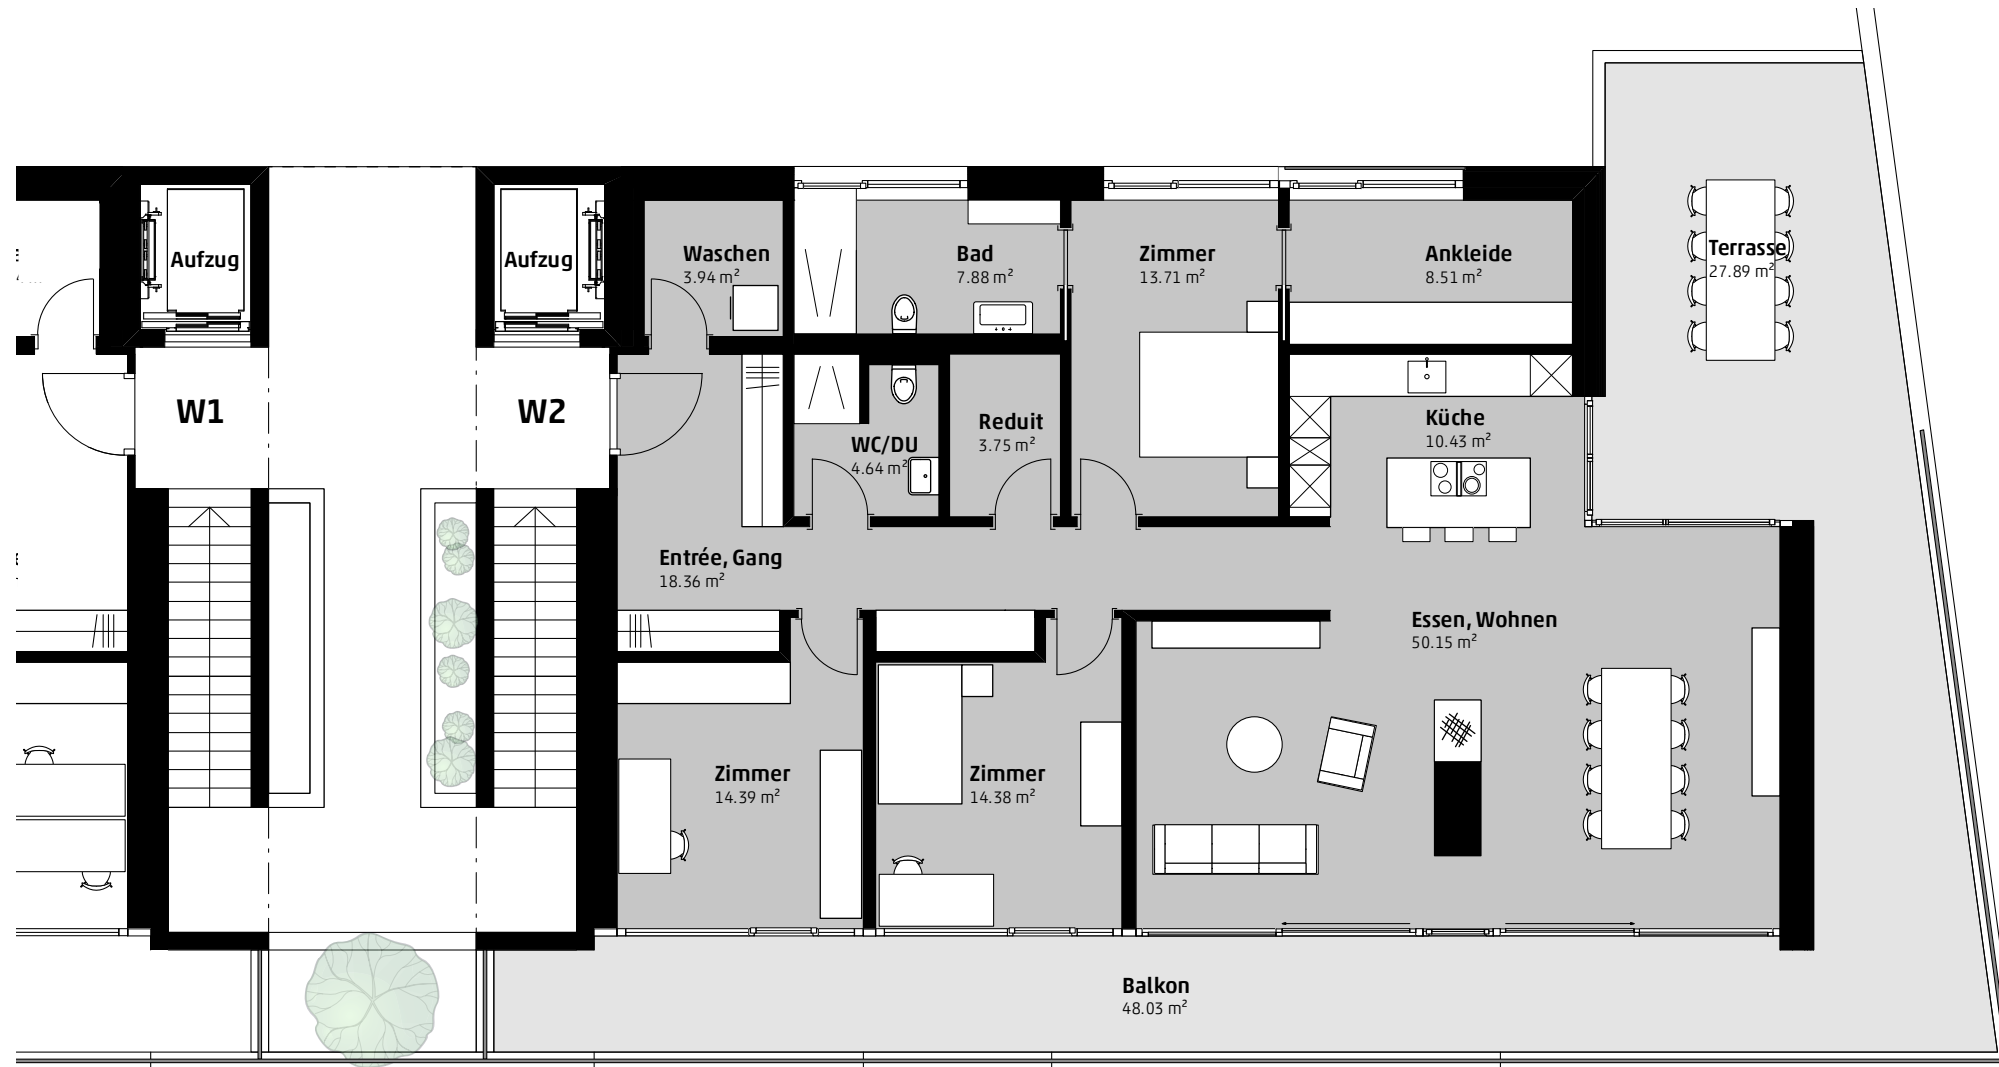 Aufzug
Aufzug
Waschen
3.94 m²
Bad
7.88 m²
Zimmer
13.71 m²
Ankleide
8.51 m²
Terrasse
27.89 m²
W1
W2
WC/DU
4.64 m²
Reduit
3.75 m²
Küche
10.43 m²
Entrée, Gang
18.36 m²
Essen, Wohnen
50.15 m²
Zimmer
14.39 m²
Zimmer
14.38 m²
Balkon
48.03 m²